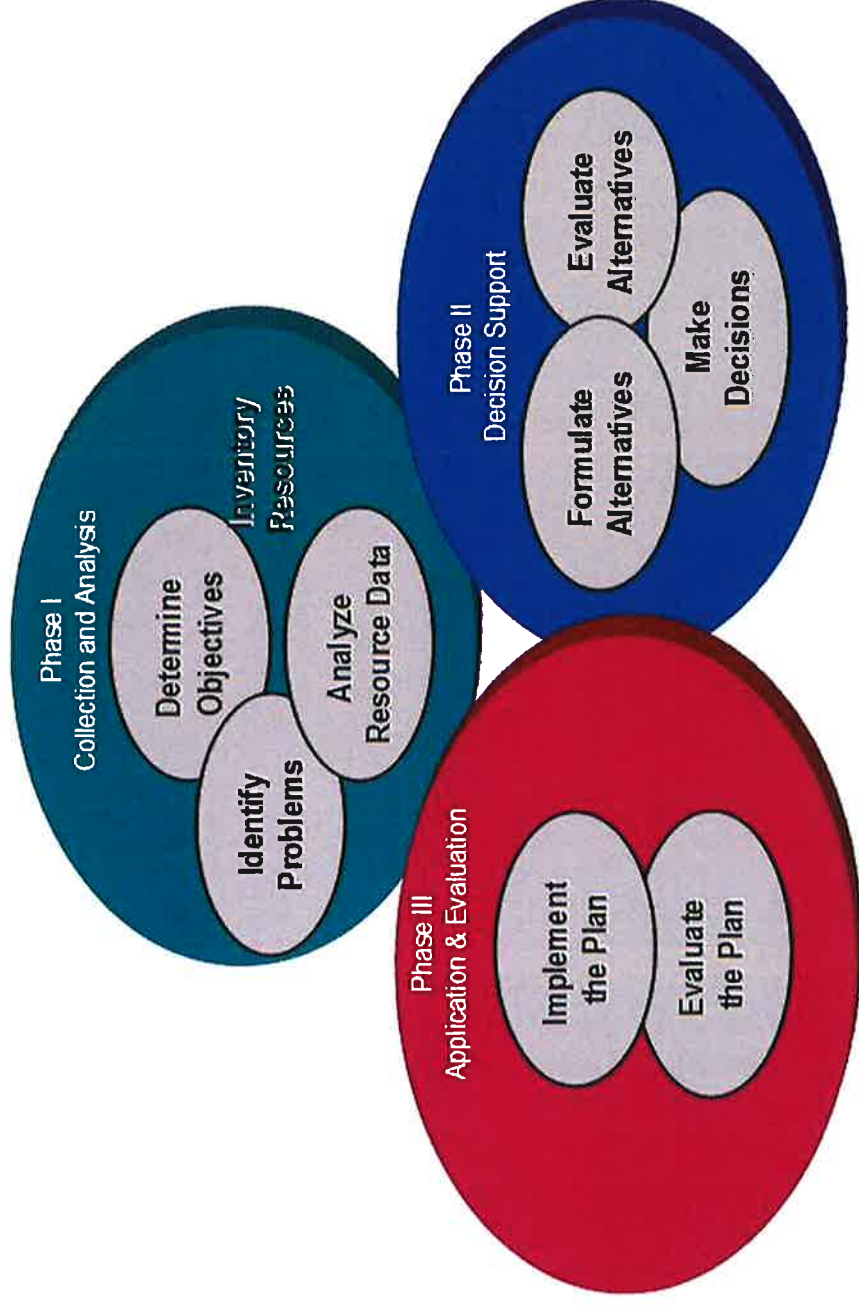 Phase I
Collection and Analysis
Identify
Problems
Determine
Objectives
Inventory
Resources
Analyze
Resource Data
Phase II
Decision Support
Formulate
Alternatives
Evaluate
Alternatives
Make
Decisions
Phase III
Application & Evaluation
Implement
the Plan
Evaluate
the Plan